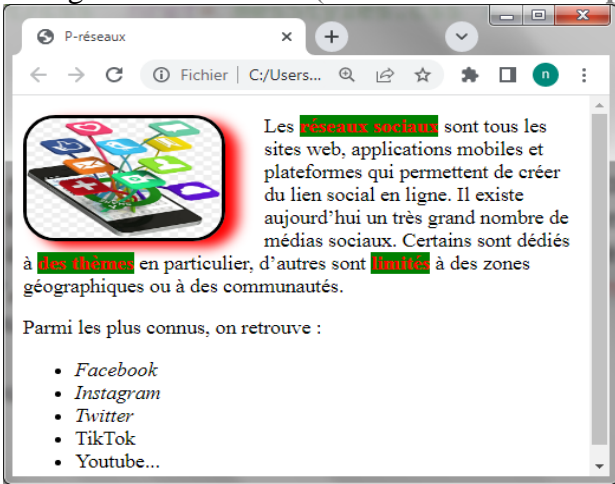 P-réseaux
Fichier
C:/Users...
n
Les réseaux sociaux sont tous les
sites web, applications mobiles et
plateformes qui permettent de créer
du lien social en ligne. Il existe
aujourd’hui un très grand nombre de
médias sociaux. Certains sont dédiés
à des thèmes en particulier, d’autres sont limités à des zones
géographiques ou à des communautés.
Parmi les plus connus, on retrouve :
Facebook
Instagram
Twitter
TikTok
Youtube...